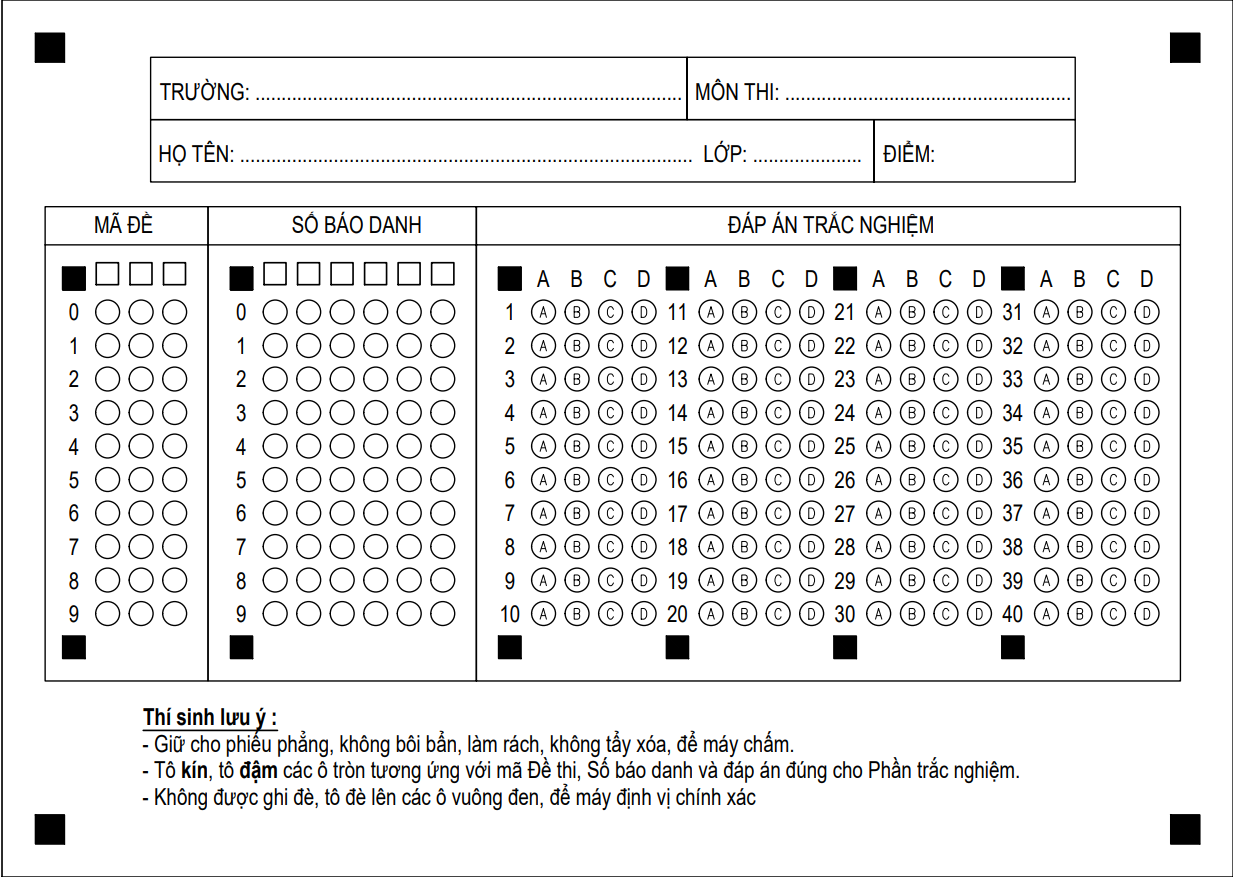 TRƯỜNG: .................................................................................. MÔN THI: .......................................................
HỌ TÊN: ....................................................................................... LỚP: ..................... ĐIỂM:
MÃ ĐỀ SỐ BÁO DANH ĐÁP ÁN TRẮC NGHIỆM
A B C D A B C D A B C D A B C D
0 0 1 A B C D 11 A B C D 21 A B C D 31 A B C D
1 1 2 A B C D 12 A B C D 22 A B C D 32 A B C D
2 2 3 A B C D 13 A B C D 23 A B C D 33 A B C D
3 3 4 A B C D 14 A B C D 24 A B C D 34 A B C D
4 4 5 A B C D 15 A B C D 25 A B C D 35 A B C D
5 5 6 A B C D 16 A B C D 26 A B C D 36 A B C D
6 6 7 A B C D 17 A B C D 27 A B C D 37 A B C D
7 7 8 A B C D 18 A B C D 28 A B C D 38 A B C D
8 8 9 A B C D 19 A B C D 29 A B C D 39 A B C D
9 9 10 A B C D 20 A B C D 30 A B C D 40 A B C D
Thí sinh lưu ý :
- Giữ cho phiếu phẳng, không bôi bẩn, làm rách, không tẩy xóa, để máy chấm.
- Tô kín, tô đậm các ô tròn tương ứng với mã Đề thi, Số báo danh và đáp án đúng cho Phần trắc nghiệm.
- Không được ghi đè, tô đè lên các ô vuông đen, để máy định vị chính xác